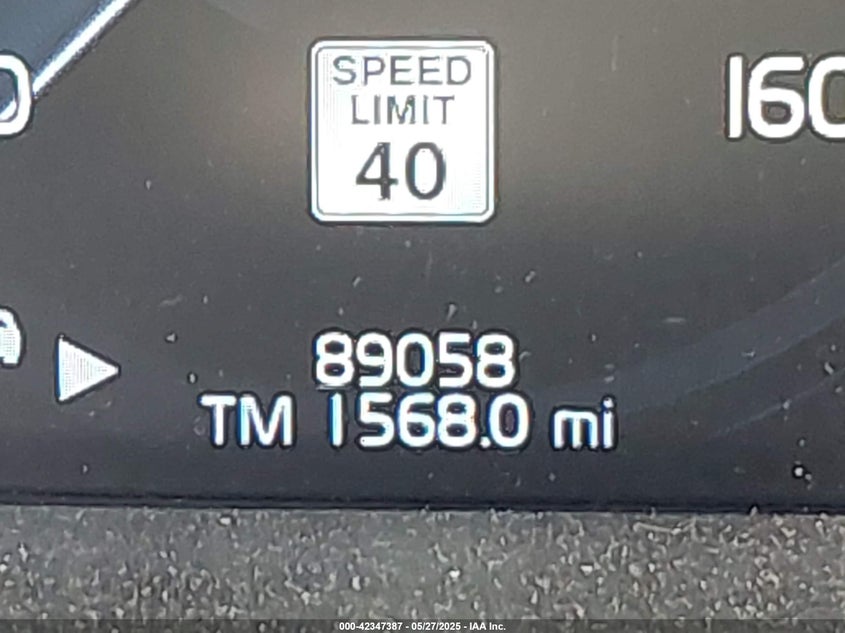 SPEED
LIMIT
40
160
89058
TM 1568.0 mi
000-42347387 - 05/27/2025 - IAA Inc.